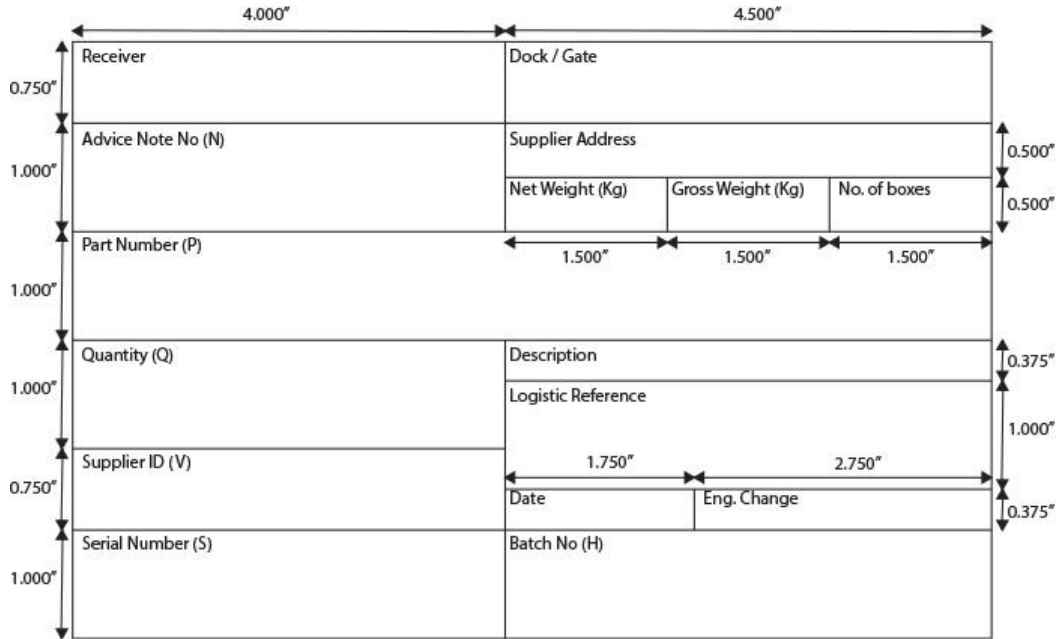 4.000” 4.500”
Receiver Dock / Gate
0.750”
Advice Note No (N) Supplier Address
1.000” 0.500”
Net Weight (Kg) Gross Weight (Kg) No. of boxes
0.500”
Part Number (P)
1.500” 1.500” 1.500”
1.000”
Quantity (Q) Description
0.375”
Logistic Reference
1.000” 1.000”
Supplier ID (V) 1.750” 2.750”
0.750”
Date Eng. Change
0.375”
Serial Number (S) Batch No (H)
1.000”